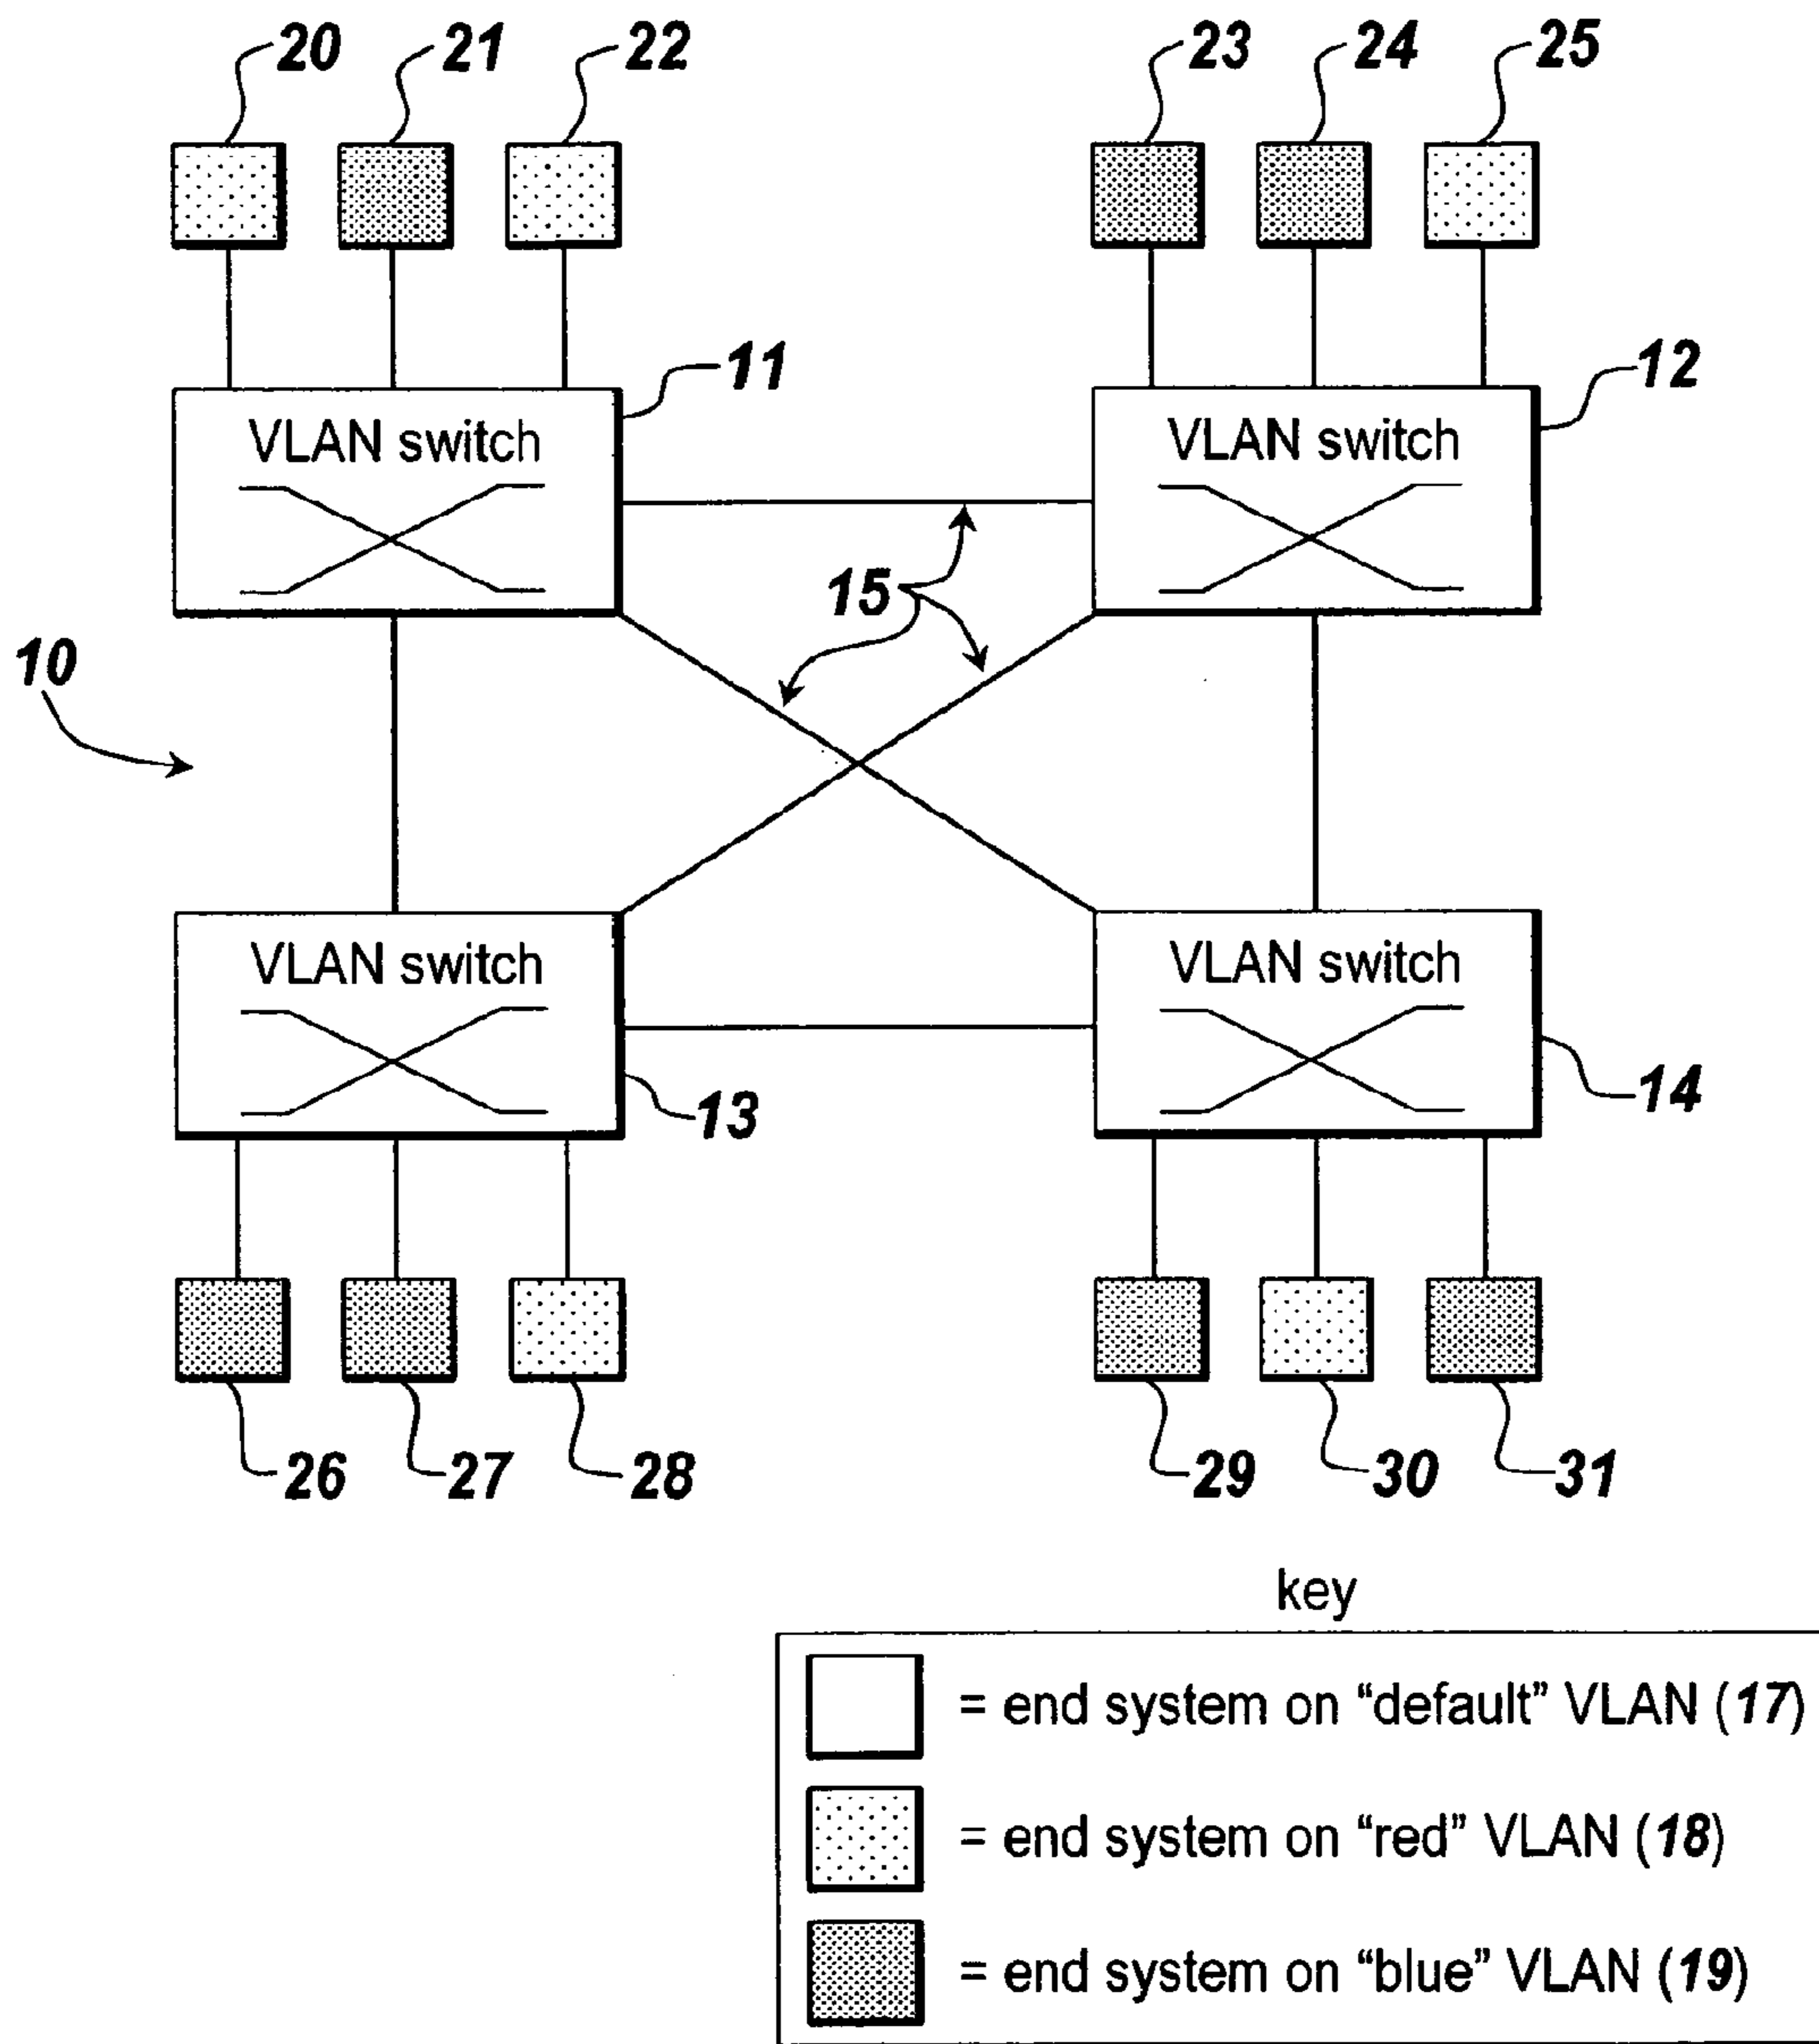 20 21 22 23 24 25
11 12
VLAN switch VLAN switch
15
10
VLAN switch VLAN switch
13 14
26 27 28 29 30 31
key
= end system on “default” VLAN (17)
= end system on “red” VLAN (18)
= end system on “blue” VLAN (19)